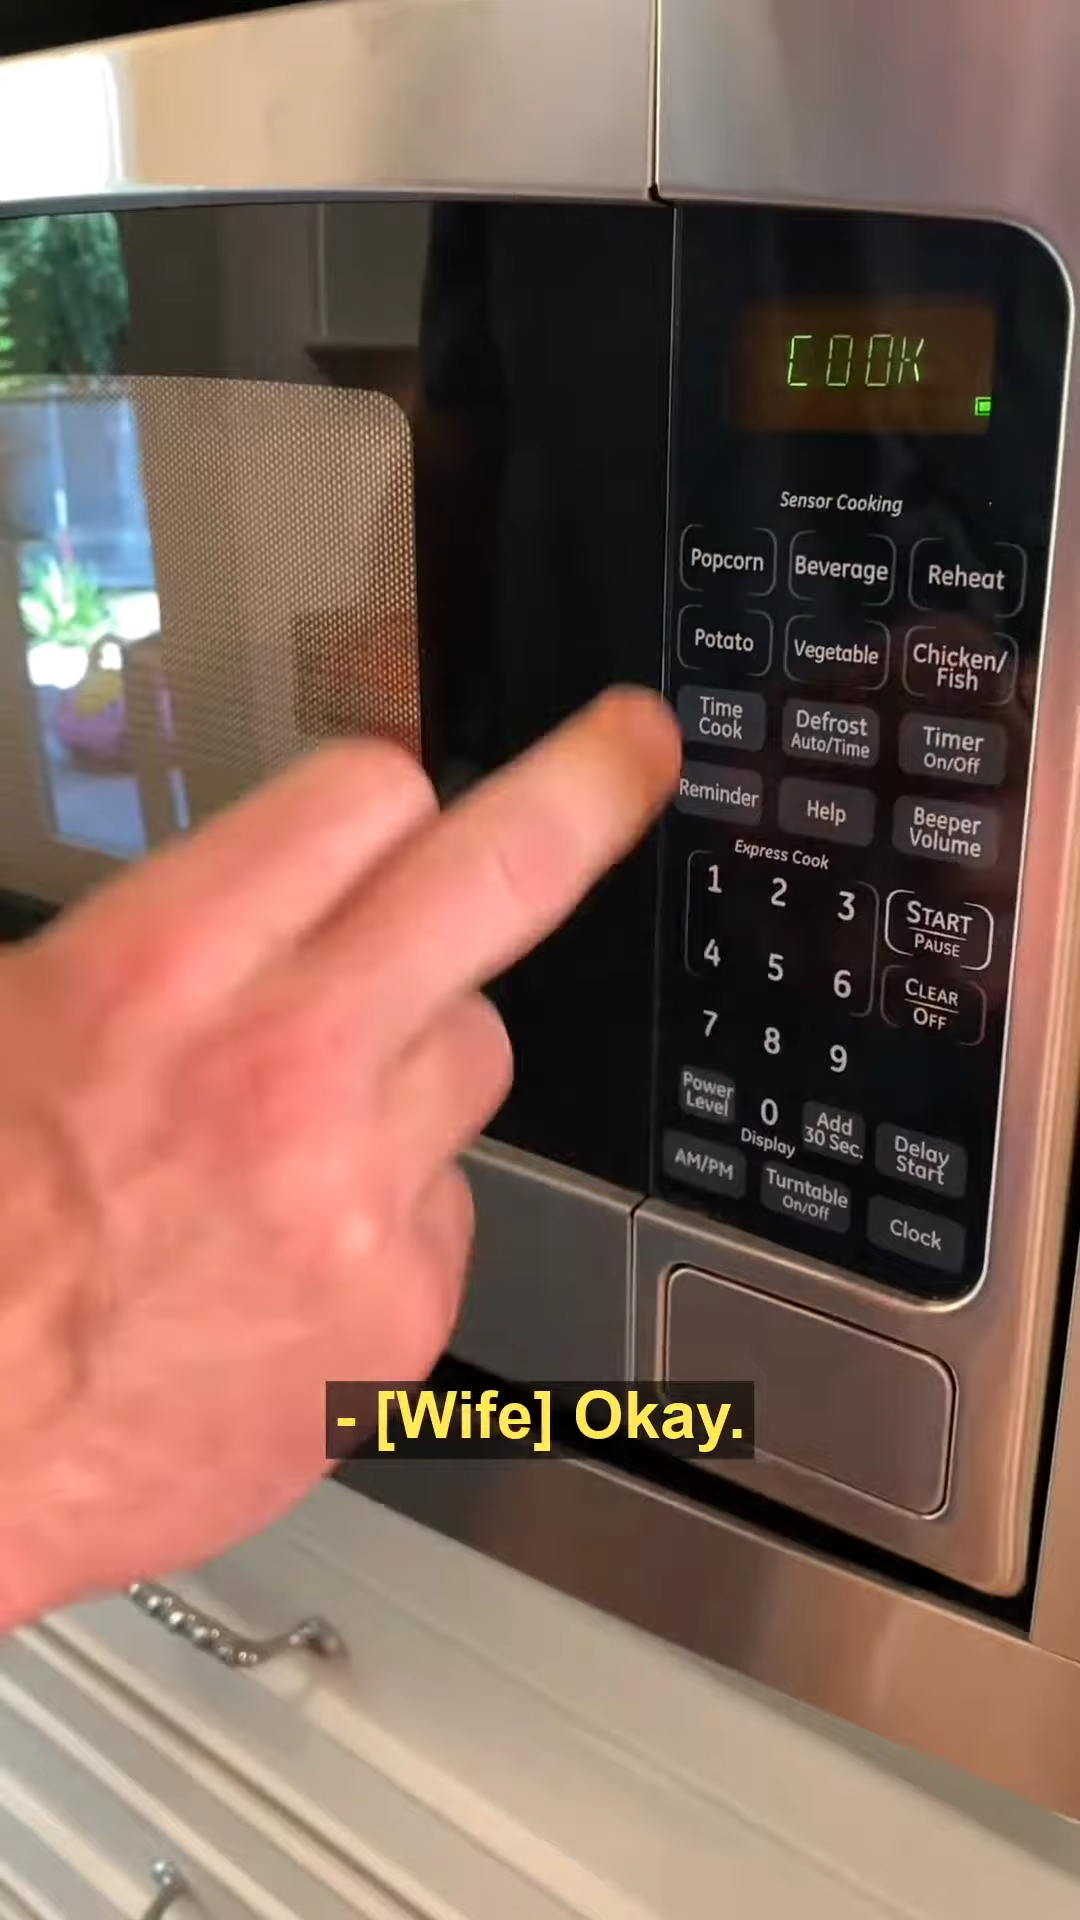 COOK
Sensor Cooking
Popcorn Beverage Reheat
Potato Vegetable Chicken/
Fish
Time
Cook
Defrost
Auto/Time
Timer
On/Off
Reminder Help Beeper
Volume
Express Cook
1 2 3
START
PAUSE
4 5 6
CLEAR
OFF
7 8 9
Power
Level
0
Display
Add
30 Sec.
Delay
Start
AM/PM
Turntable
On/Off
Clock
- [Wife] Okay.